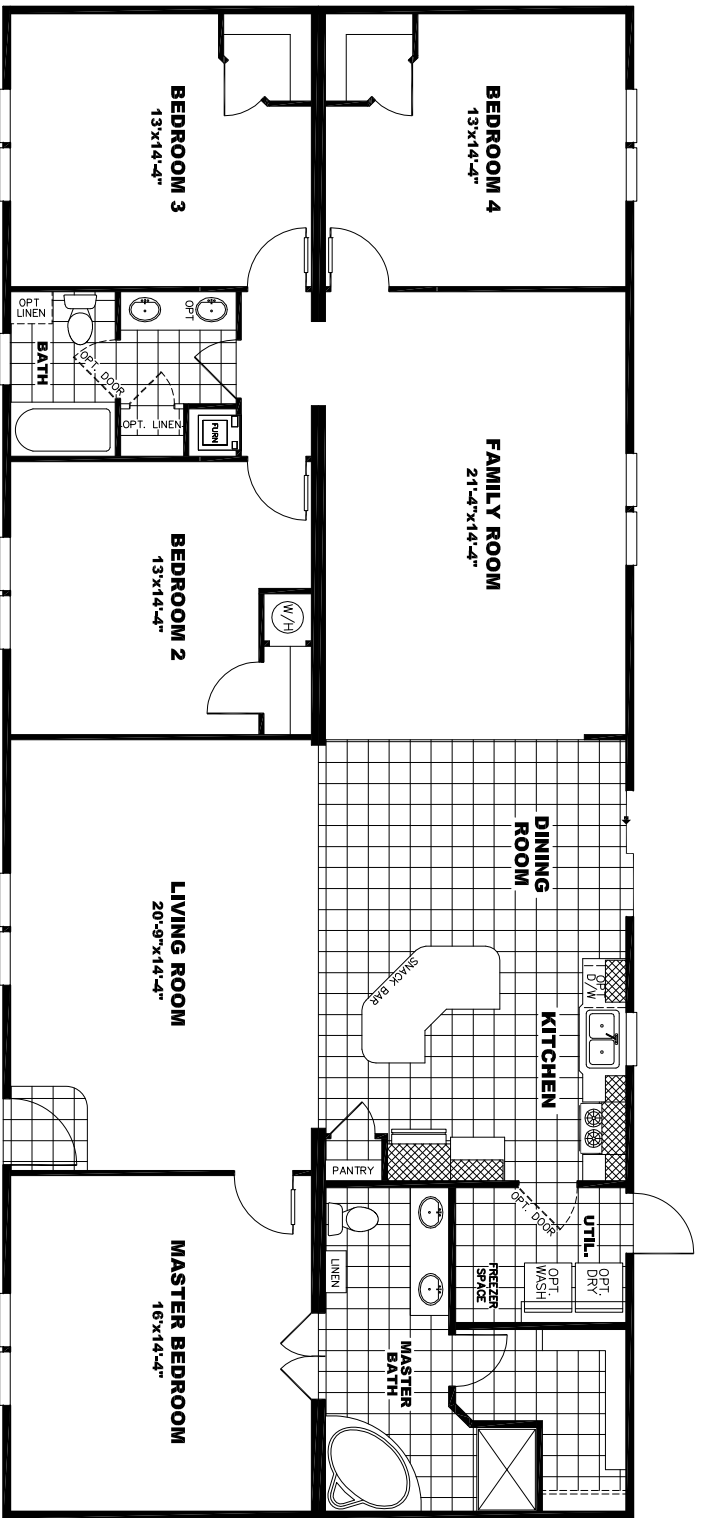 BEDROOM 3
13'x14'-4"
BEDROOM 4
13'x14'-4"
OPT
LINEN
BATH
OPT
OPT. DOOR
OPT. LINEN
FURN
FAMILY ROOM
21'-4"x14'-4"
BEDROOM 2
13'x14'-4"
W/H
DINING
ROOM
LIVING ROOM
20'-9"x14'-4"
SNACK BAR
OPT
D/W
KITCHEN
PANTRY
OPT. DOOR
UTIL.
OPT.
DRY
OPT.
WASH
FREEZER
SPACE
LINEN
MASTER
BATH
MASTER BEDROOM
16'x14'-4"